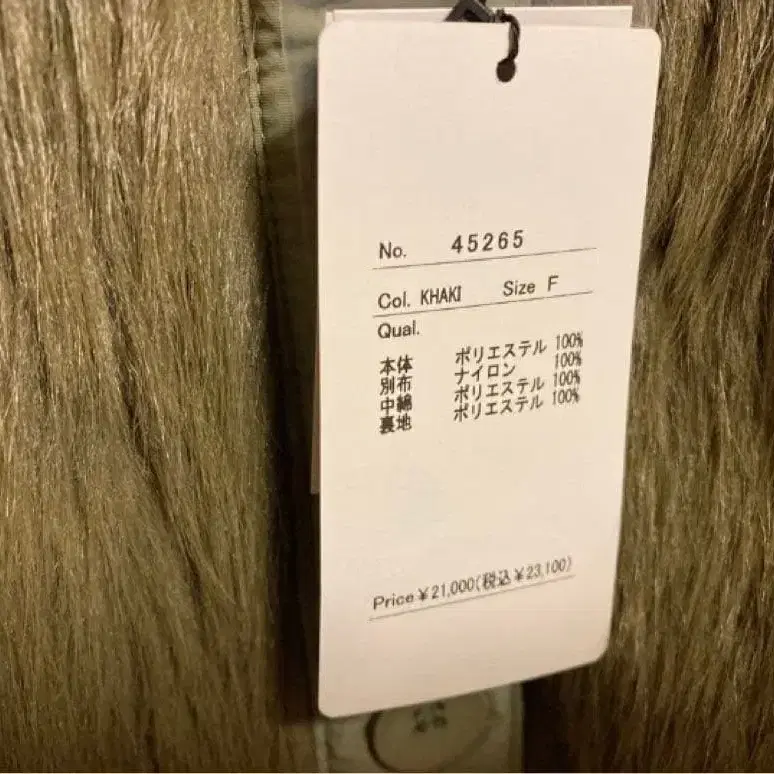 No. 45265
Col. KHAKI Size F
Qual.
本体 ポリエステル 100%
別布 ナイロン 100%
中綿 ポリエステル 100%
裏地 ポリエステル 100%
Price ¥21,000(税込¥23,100)